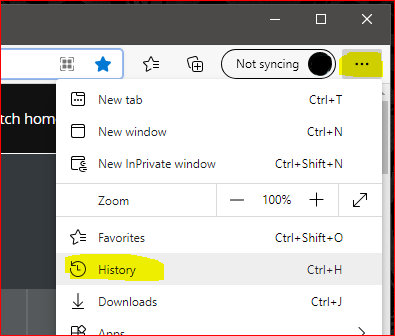 Not syncing
tch hom
New tab Ctrl+T
New window Ctrl+N
New InPrivate window Ctrl+Shift+N
Zoom 100%
Favorites Ctrl+Shift+O
History Ctrl+H
Downloads Ctrl+J
Apps